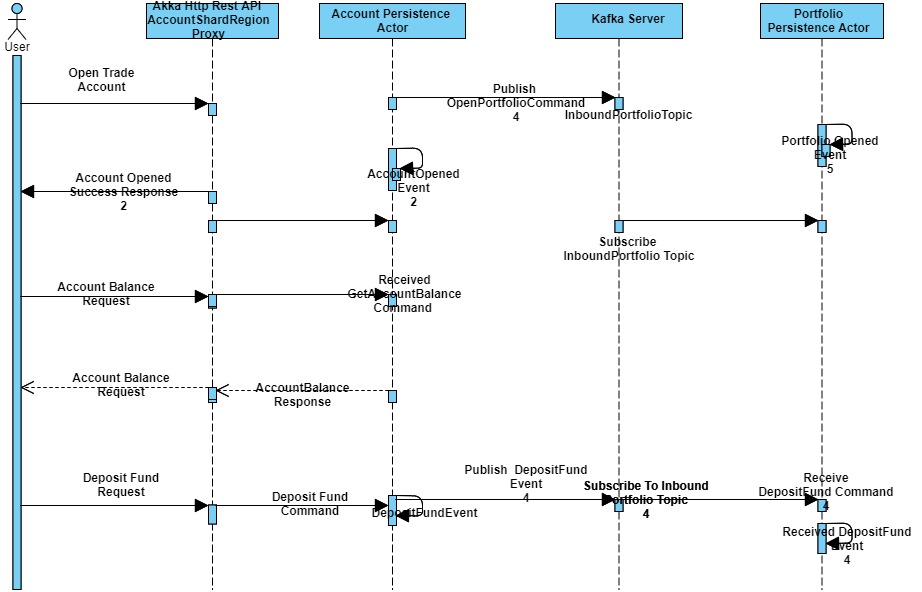 Akka Http Rest API
AccountShardRegion
Proxy
Account Persistence
Actor
Kafka Server
Portfolio
Persistence Actor
User
Open Trade
Account
Publish
OpenPortfolioCommand
4
InboundPortfolioTopic
Portfolio Opened
Event
5
AccountOpened
Event
2
Account Opened
Success Response
2
Subscribe
InboundPortfolio Topic
Account Balance
Request
Received
GetAccountBalance
Command
Account Balance
Request
AccountBalance
Response
Deposit Fund
Request
Deposit Fund
Command
DepositFundEvent
Publish DepositFund
Event
4
Subscribe To Inbound
Portfolio Topic
4
Receive
DepositFund Command
4
Received DepositFund
Event
4